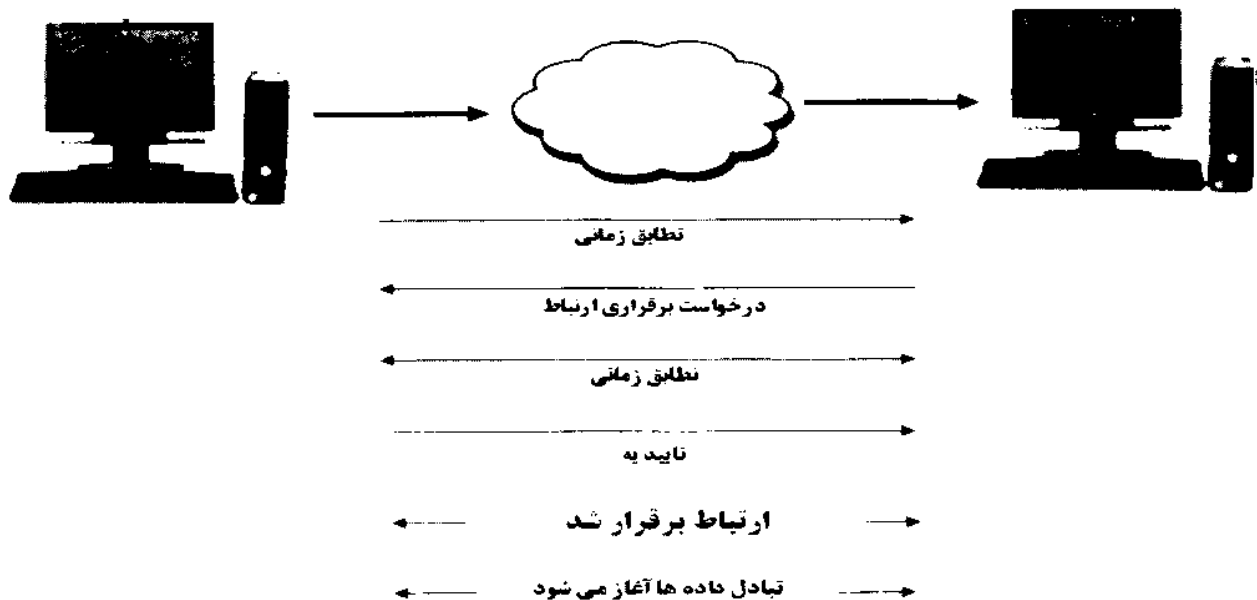 تطابق زمانی
درخواست برقراری ارتباط
تطابق زمانی
تایید یه
ارتباط برقرار شد
تبادل داده ها آغاز می شود